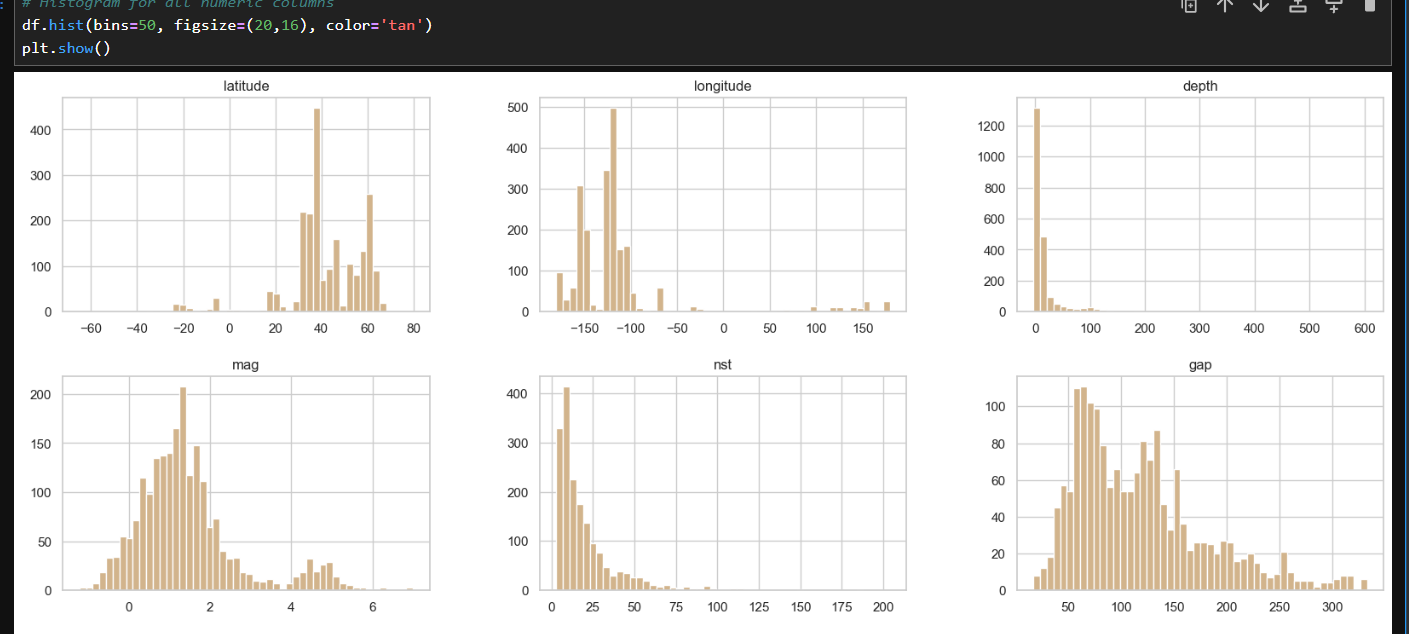 # Histogram for all numeric columns
df.hist(bins=50, figsize=(20,16), color='tan')
plt.show()
latitude
longitude
depth
400
300
200
100
0
−60 −40 −20 0 20 40 60 80
500
400
300
200
100
0
−150 −100 −50 0 50 100 150
1200
1000
800
600
400
200
0
0 100 200 300 400 500 600
mag
nst
gap
200
150
100
50
0
0 2 4 6
400
300
200
100
0
0 25 50 75 100 125 150 175 200
100
80
60
40
20
0
50 100 150 200 250 300